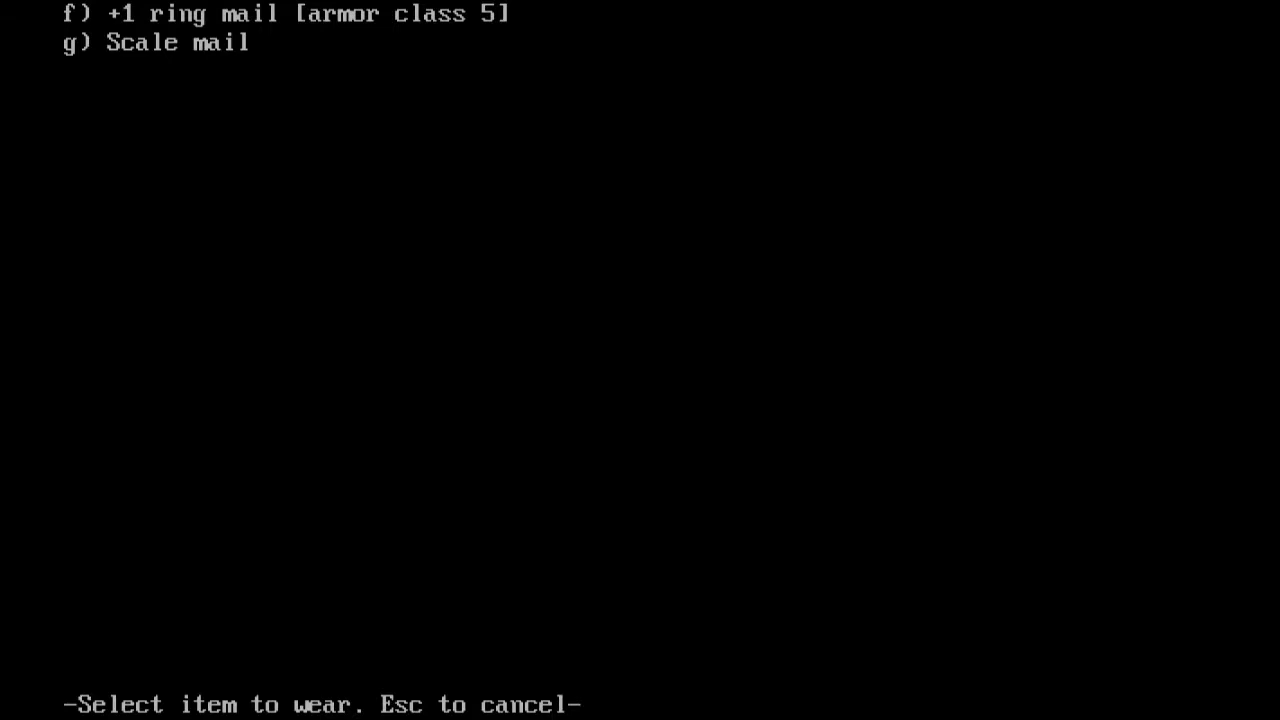 f) +1 ring mail [armor class 5]
g) Scale mail
-Select item to wear. Esc to cancel-